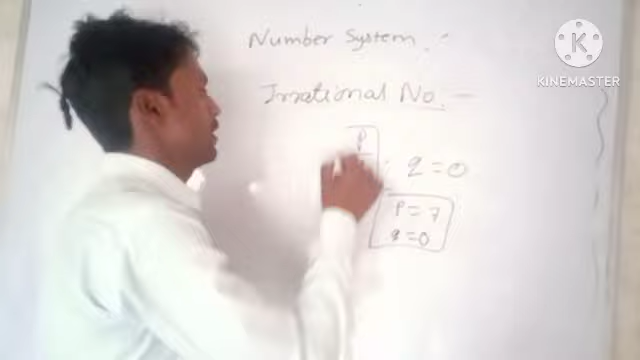 Number System :-
Irrational No. -
P
; q = 0
P = 7
q = 0
K
KINEMASTER